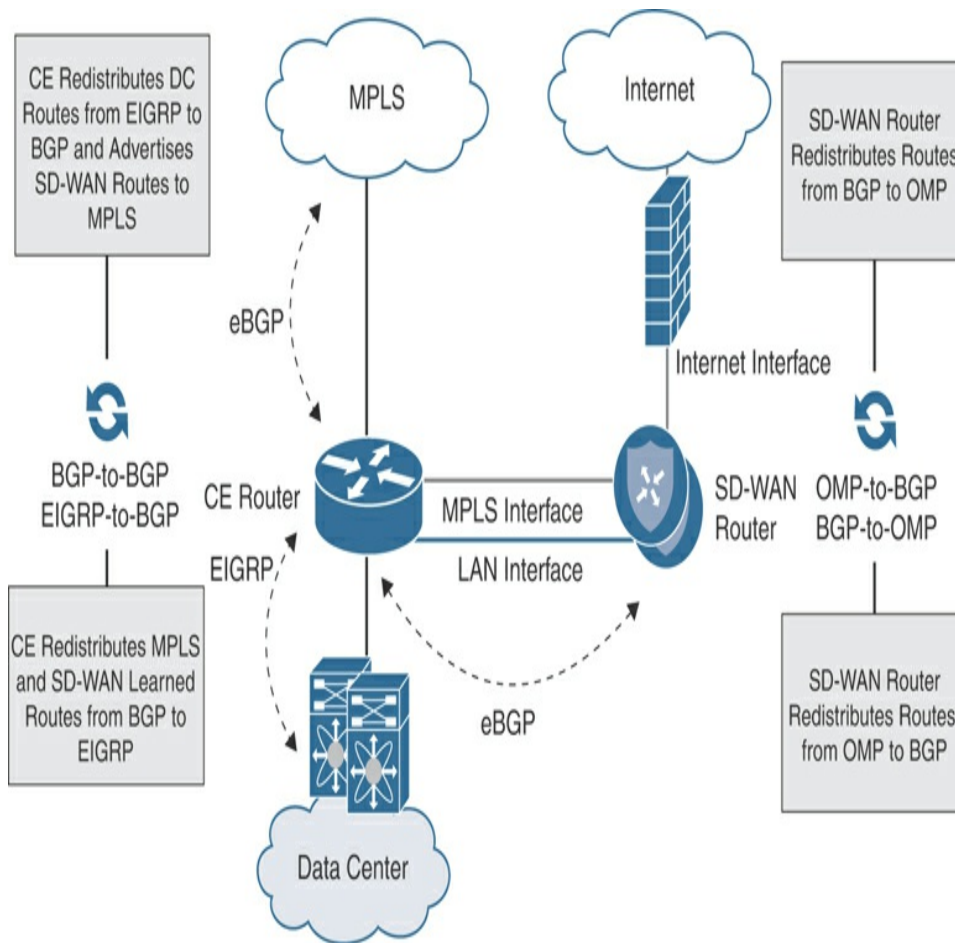 CE Redistributes DC
Routes from EIGRP to
BGP and Advertises
SD-WAN Routes to
MPLS
BGP-to-BGP
EIGRP-to-BGP
CE Redistributes MPLS
and SD-WAN Learned
Routes from BGP to
EIGRP
MPLS
Internet
eBGP
Internet Interface
CE Router
MPLS Interface
LAN Interface
SD-WAN
Router
EIGRP
eBGP
Data Center
SD-WAN Router
Redistributes Routes
from BGP to OMP
OMP-to-BGP
BGP-to-OMP
SD-WAN Router
Redistributes Routes
from OMP to BGP